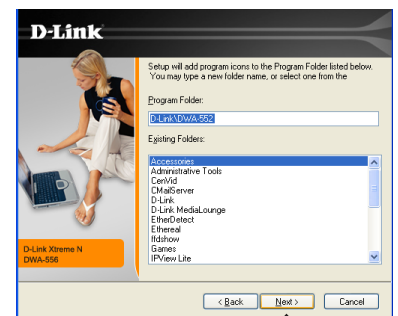 D-Link
Setup will add program icons to the Program Folder listed below.
You may type a new folder name, or select one from the
Program Folder:
D-Link\DWA-552
Existing Folders:
Accessories
Administrative Tools
CenVid
CMailServer
D-Link
D-Link MediaLounge
EtherDetect
Ethereal
ffdshow
Games
IPView Lite
D-Link Xtreme N
DWA-556
< Back
Next >
Cancel